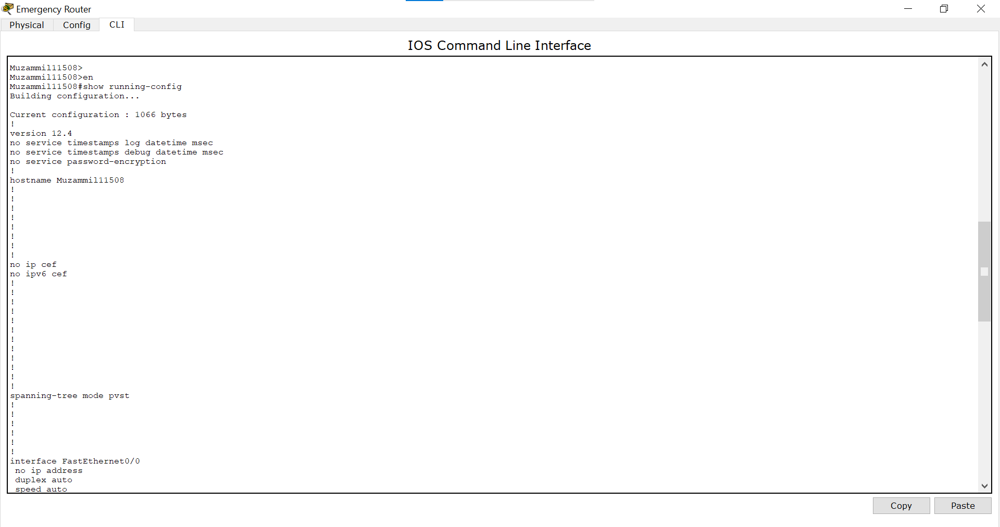 Emergency Router
Physical
Config
CLI
IOS Command Line Interface
Muzammil11508>
Muzammil11508>en
Muzammil11508#show running-config
Building configuration...
Current configuration : 1066 bytes
!
version 12.4
no service timestamps log datetime msec
no service timestamps debug datetime msec
no service password-encryption
!
hostname Muzammil11508
!
!
!
!
!
!
!
!
no ip cef
no ipv6 cef
!
!
!
!
!
!
!
!
!
!
!
!
spanning-tree mode pvst
!
!
!
!
!
!
interface FastEthernet0/0
no ip address
duplex auto
speed auto
Copy
Paste